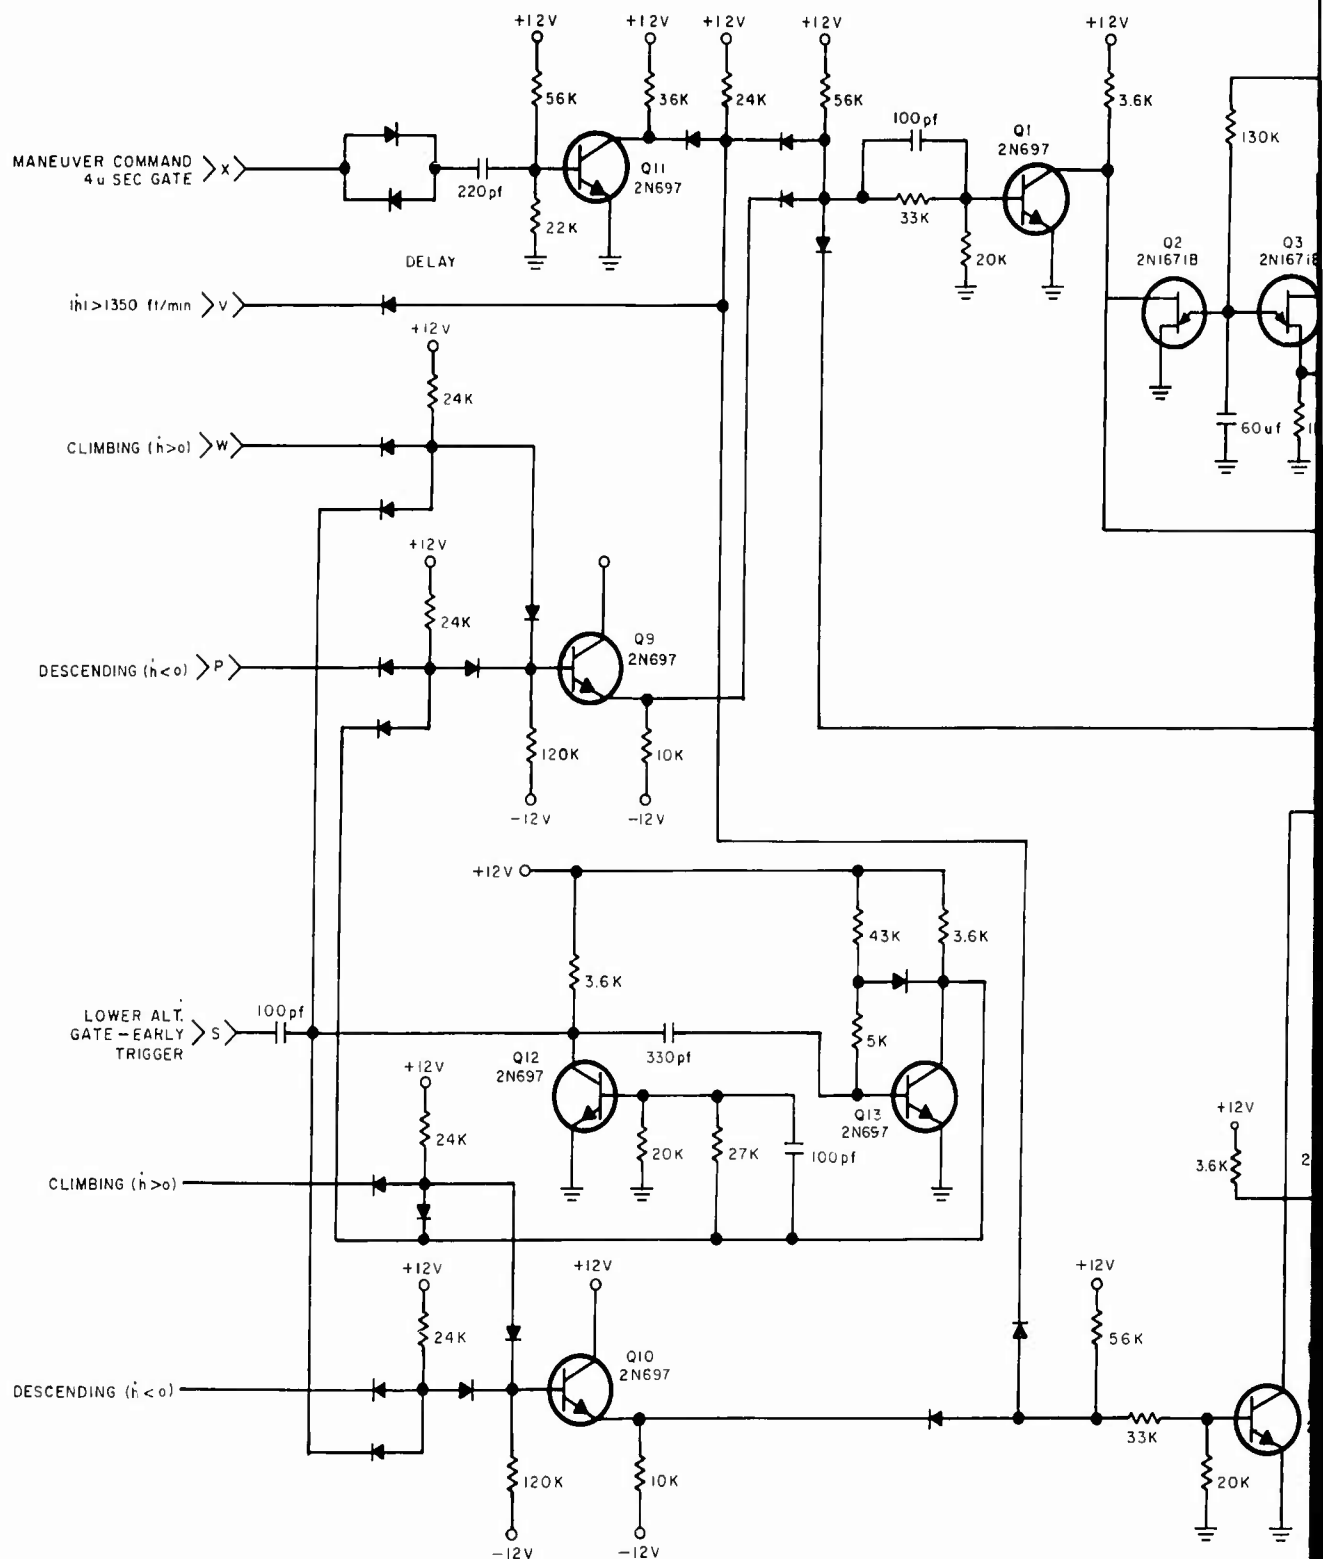 +12V +12V +12V +12V +12V
56K 36K 24K 56K 3.6K
100pf Q1
2N697
130K
MANEUVER COMMAND
4u SEC GATE X
220pf
Q11
2N697
33K
22K
20K
Q2
2N1671B
Q3
DELAY
|ḣ|>1350 ft/min V
+12V
24K
CLIMBING (ḣ>o) W
60uf
+12V
24K
Q9
2N697
DESCENDING (ḣ<o) P
120K 10K
-12V -12V
+12V
43K 3.6K
3.6K
LOWER ALT.
GATE-EARLY S
TRIGGER
100pf
330pf
5K
Q12
2N697
Q13
2N697
+12V
24K
20K 27K 100pf
+12V
3.6K
2
CLIMBING (ḣ>o)
+12V +12V +12V
24K 56K
Q10
2N697
DESCENDING (ḣ<o)
33K
120K 10K 20K
-12V -12V